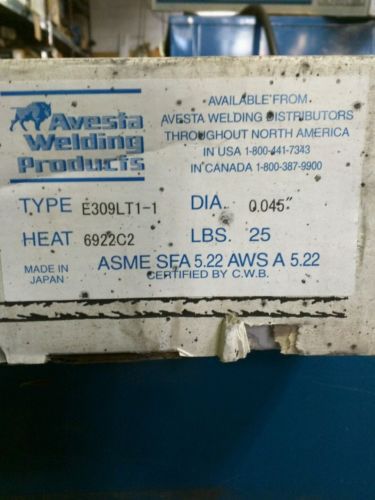 Avesta
Welding
Products
AVAILABLE FROM
AVESTA WELDING DISTRIBUTORS
THROUGHOUT NORTH AMERICA
IN USA 1-800-441-7343
IN CANADA 1-800-387-9900
TYPE E309LT1-1 DIA. 0.045"
HEAT 6922C2 LBS. 25
MADE IN
JAPAN
ASME SFA 5.22 AWS A 5.22
CERTIFIED BY C.W.B.